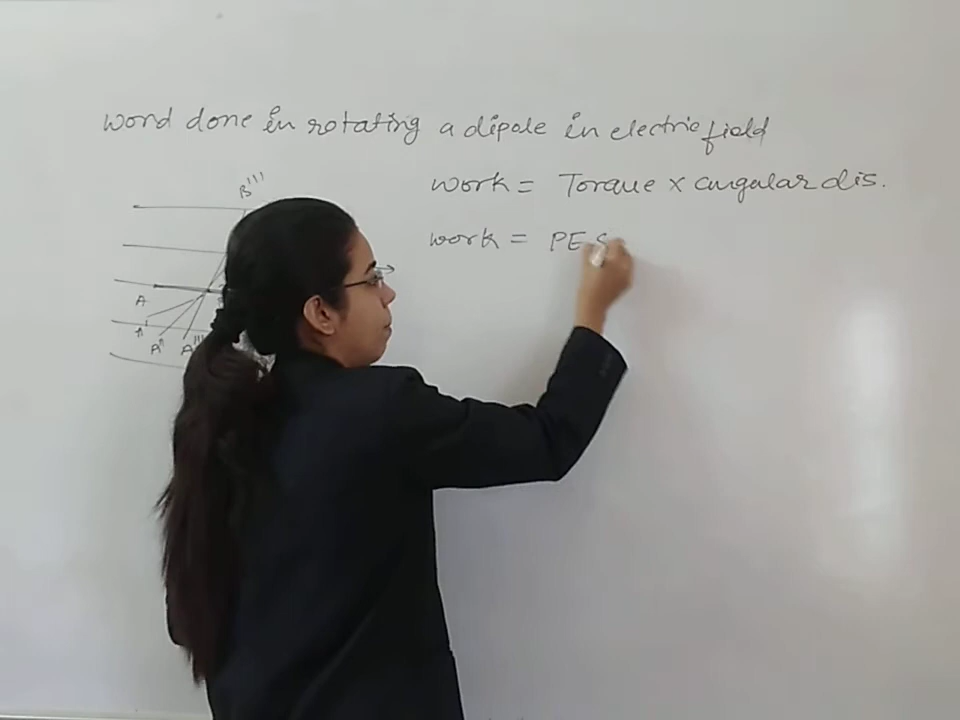 word done in rotating a dipole in electric field
work = Torque x angular dis.
work = PE S
B'''
A
A'
A'' A'''